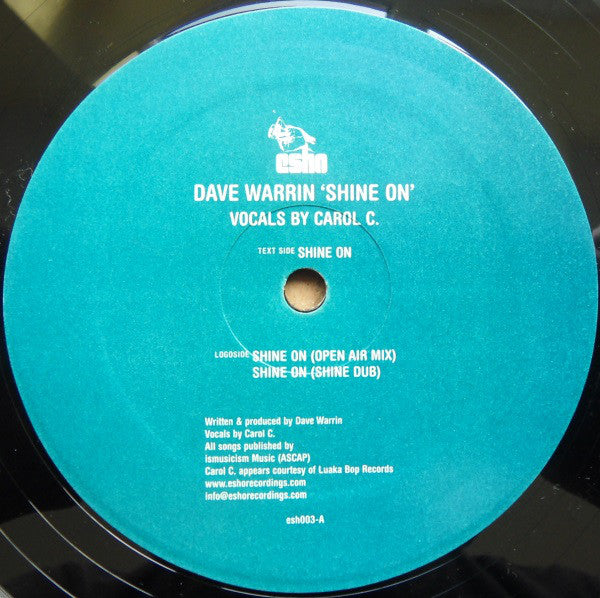 esho
DAVE WARRIN ‘SHINE ON’
VOCALS BY CAROL C.
TEXT SIDE SHINE ON
LOGOSIDE SHINE ON (OPEN AIR MIX)
SHINE ON (SHINE DUB)
Written & produced by Dave Warrin
Vocals by Carol C.
All songs published by
ismusicism Music (ASCAP)
Carol C. appears courtesy of Luaka Bop Records
www.eshorecordings.com
info@eshorecordings.com
esh003-A